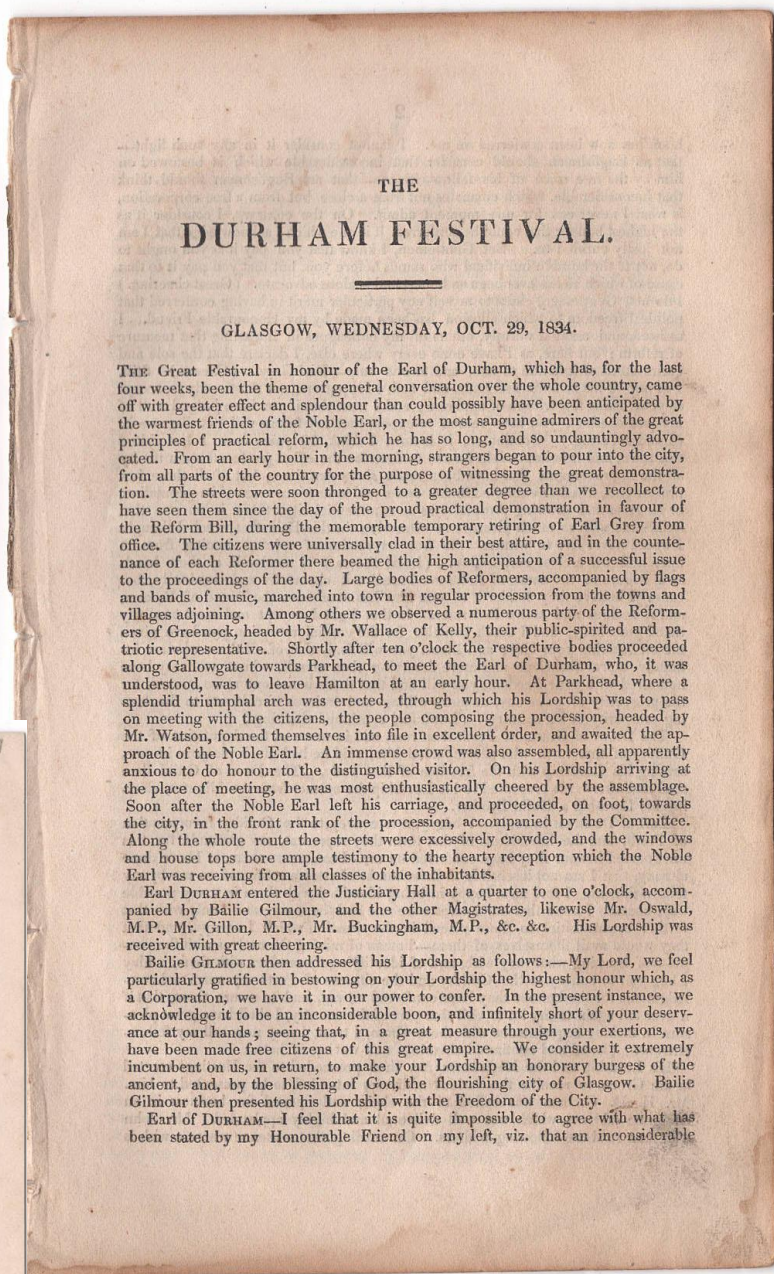 THE
DURHAM FESTIVAL.
GLASGOW, WEDNESDAY, OCT. 29, 1834.
THE Great Festival in honour of the Earl of Durham, which has, for the last
four weeks, been the theme of general conversation over the whole country, came
off with greater effect and splendour than could possibly have been anticipated by
the warmest friends of the Noble Earl, or the most sanguine admirers of the great
principles of practical reform, which he has so long, and so undauntingly advo-
cated. From an early hour in the morning, strangers began to pour into the city,
from all parts of the country for the purpose of witnessing the great demonstra-
tion. The streets were soon thronged to a greater degree than we recollect to
have seen them since the day of the proud practical demonstration in favour of
the Reform Bill, during the memorable temporary retiring of Earl Grey from
office. The citizens were universally clad in their best attire, and in the counte-
nance of each Reformer there beamed the high anticipation of a successful issue
to the proceedings of the day. Large bodies of Reformers, accompanied by flags
and bands of music, marched into town in regular procession from the towns and
villages adjoining. Among others we observed a numerous party of the Reform-
ers of Greenock, headed by Mr. Wallace of Kelly, their public-spirited and pa-
triotic representative. Shortly after ten o'clock the respective bodies proceeded
along Gallowgate towards Parkhead, to meet the Earl of Durham, who, it was
understood, was to leave Hamilton at an early hour. At Parkhead, where a
splendid triumphal arch was erected, through which his Lordship was to pass
on meeting with the citizens, the people composing the procession, headed by
Mr. Watson, formed themselves into file in excellent order, and awaited the ap-
proach of the Noble Earl. An immense crowd was also assembled, all apparently
anxious to do honour to the distinguished visitor. On his Lordship arriving at
the place of meeting, he was most enthusiastically cheered by the assemblage.
Soon after the Noble Earl left his carriage, and proceeded, on foot, towards
the city, in the front rank of the procession, accompanied by the Committee.
Along the whole route the streets were excessively crowded, and the windows
and house tops bore ample testimony to the hearty reception which the Noble
Earl was receiving from all classes of the inhabitants.
Earl DURHAM entered the Justiciary Hall at a quarter to one o'clock, accom-
panied by Bailie Gilmour, and the other Magistrates, likewise Mr. Oswald,
M.P., Mr. Gillon, M.P., Mr. Buckingham, M.P., &c. &c. His Lordship was
received with great cheering.
Bailie GILMOUR then addressed his Lordship as follows:—My Lord, we feel
particularly gratified in bestowing on your Lordship the highest honour which, as
a Corporation, we have it in our power to confer. In the present instance, we
acknowledge it to be an inconsiderable boon, and infinitely short of your deserv-
ance at our hands; seeing that, in a great measure through your exertions, we
have been made free citizens of this great empire. We consider it extremely
incumbent on us, in return, to make your Lordship an honorary burgess of the
ancient, and, by the blessing of God, the flourishing city of Glasgow. Bailie
Gilmour then presented his Lordship with the Freedom of the City.
Earl of DURHAM—I feel that it is quite impossible to agree with what has
been stated by my Honourable Friend on my left, viz. that an inconsiderable